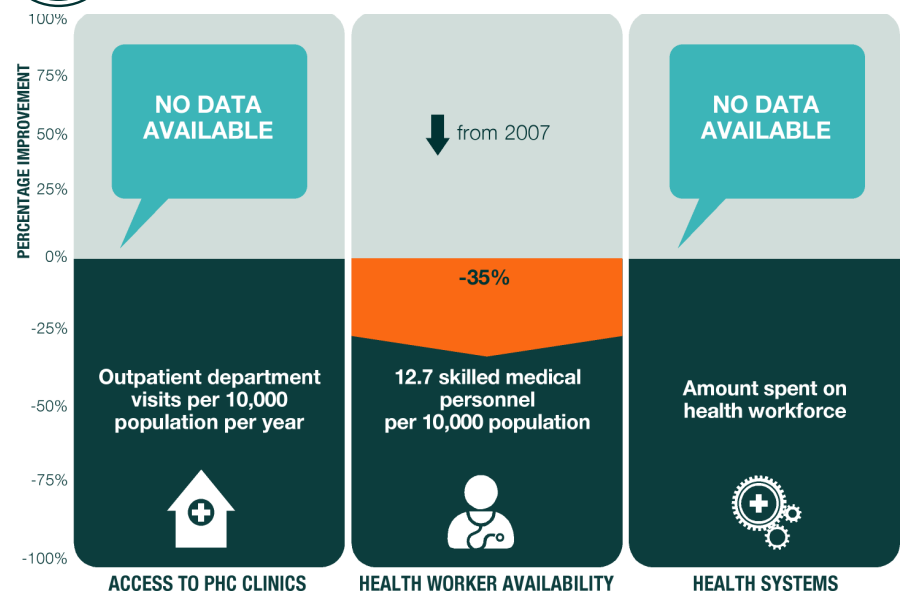 100%
75%
50%
25%
0%
-25%
-50%
-75%
-100%
PERCENTAGE IMPROVEMENT
NO DATA
AVAILABLE
Outpatient department
visits per 10,000
population per year
ACCESS TO PHC CLINICS
from 2007
-35%
12.7 skilled medical
personnel
per 10,000 population
HEALTH WORKER AVAILABILITY
NO DATA
AVAILABLE
Amount spent on
health workforce
HEALTH SYSTEMS